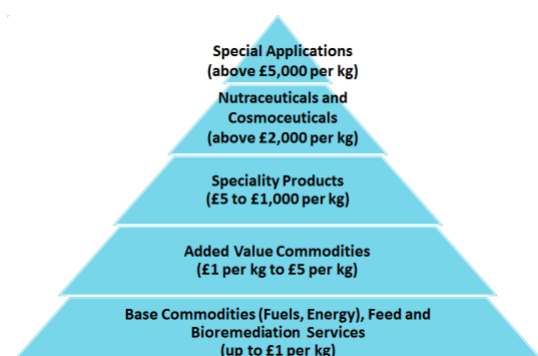 Special Applications
(above £5,000 per kg)
Nutraceuticals and
Cosmoceuticals
(above £2,000 per kg)
Speciality Products
(£5 to £1,000 per kg)
Added Value Commodities
(£1 per kg to £5 per kg)
Base Commodities (Fuels, Energy), Feed and
Bioremediation Services
(up to £1 per kg)